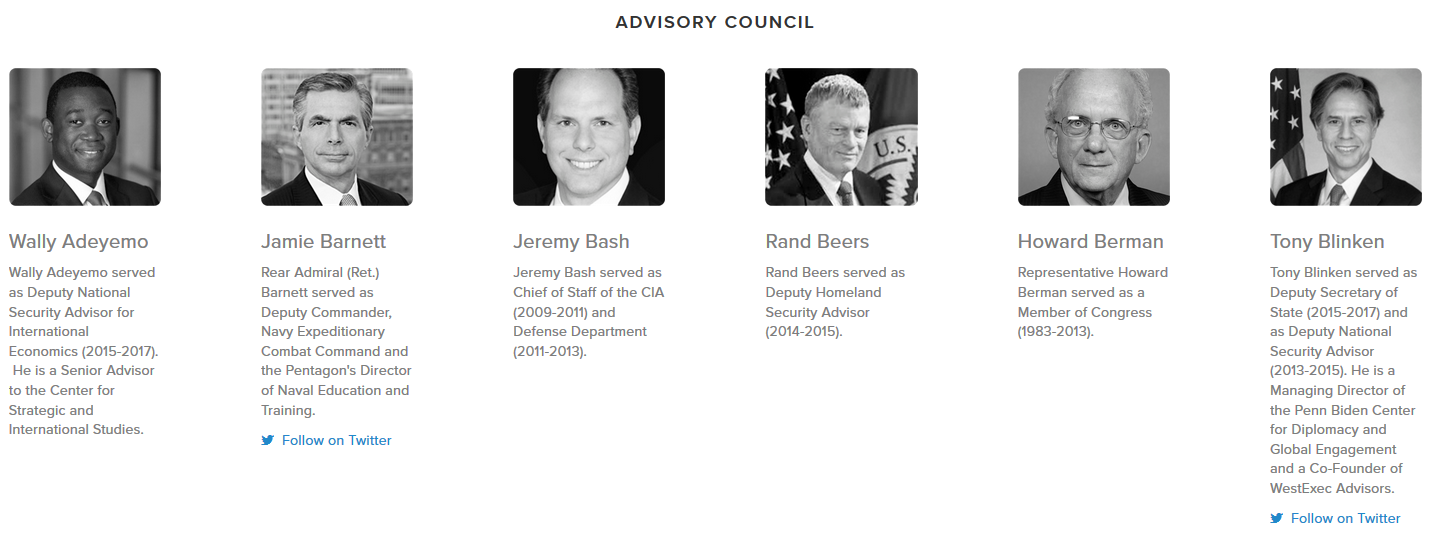 ADVISORY COUNCIL
U.S.
Wally Adeyemo
Wally Adeyemo served
as Deputy National
Security Advisor for
International
Economics (2015-2017).
He is a Senior Advisor
to the Center for
Strategic and
International Studies.
Jamie Barnett
Rear Admiral (Ret.)
Barnett served as
Deputy Commander,
Navy Expeditionary
Combat Command and
the Pentagon's Director
of Naval Education and
Training.
Follow on Twitter
Jeremy Bash
Jeremy Bash served as
Chief of Staff of the CIA
(2009-2011) and
Defense Department
(2011-2013).
Rand Beers
Rand Beers served as
Deputy Homeland
Security Advisor
(2014-2015).
Howard Berman
Representative Howard
Berman served as a
Member of Congress
(1983-2013).
Tony Blinken
Tony Blinken served as
Deputy Secretary of
State (2015-2017) and
as Deputy National
Security Advisor
(2013-2015). He is a
Managing Director of
the Penn Biden Center
for Diplomacy and
Global Engagement
and a Co-Founder of
WestExec Advisors.
Follow on Twitter